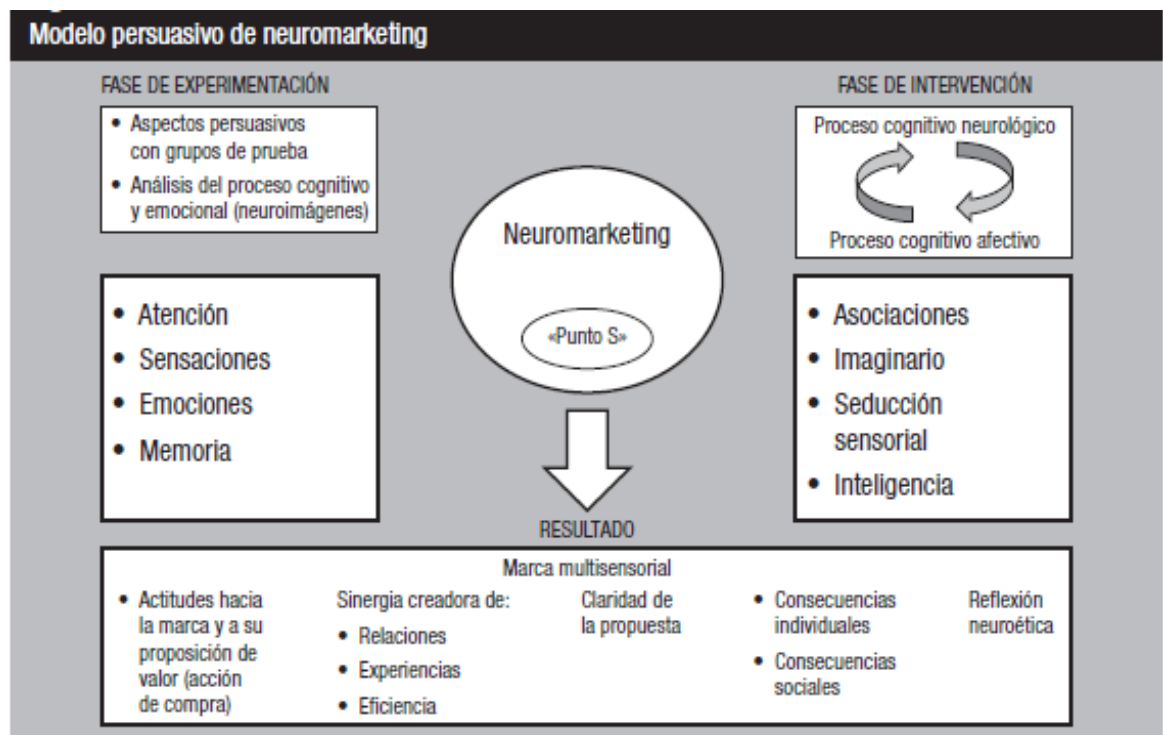 Modelo persuasivo de neuromarketing
FASE DE EXPERIMENTACIÓN
• Aspectos persuasivos
con grupos de prueba
• Análisis del proceso cognitivo
y emocional (neuroimágenes)
• Atención
• Sensaciones
• Emociones
• Memoria
Neuromarketing
«Punto S»
FASE DE INTERVENCIÓN
Proceso cognitivo neurológico
Proceso cognitivo afectivo
• Asociaciones
• Imaginario
• Seducción
sensorial
• Inteligencia
RESULTADO
Marca multisensorial
• Actitudes hacia
la marca y a su
proposición de
valor (acción
de compra)
Sinergia creadora de:
• Relaciones
• Experiencias
• Eficiencia
Claridad de
la propuesta
• Consecuencias
individuales
• Consecuencias
sociales
Reflexión
neuroética